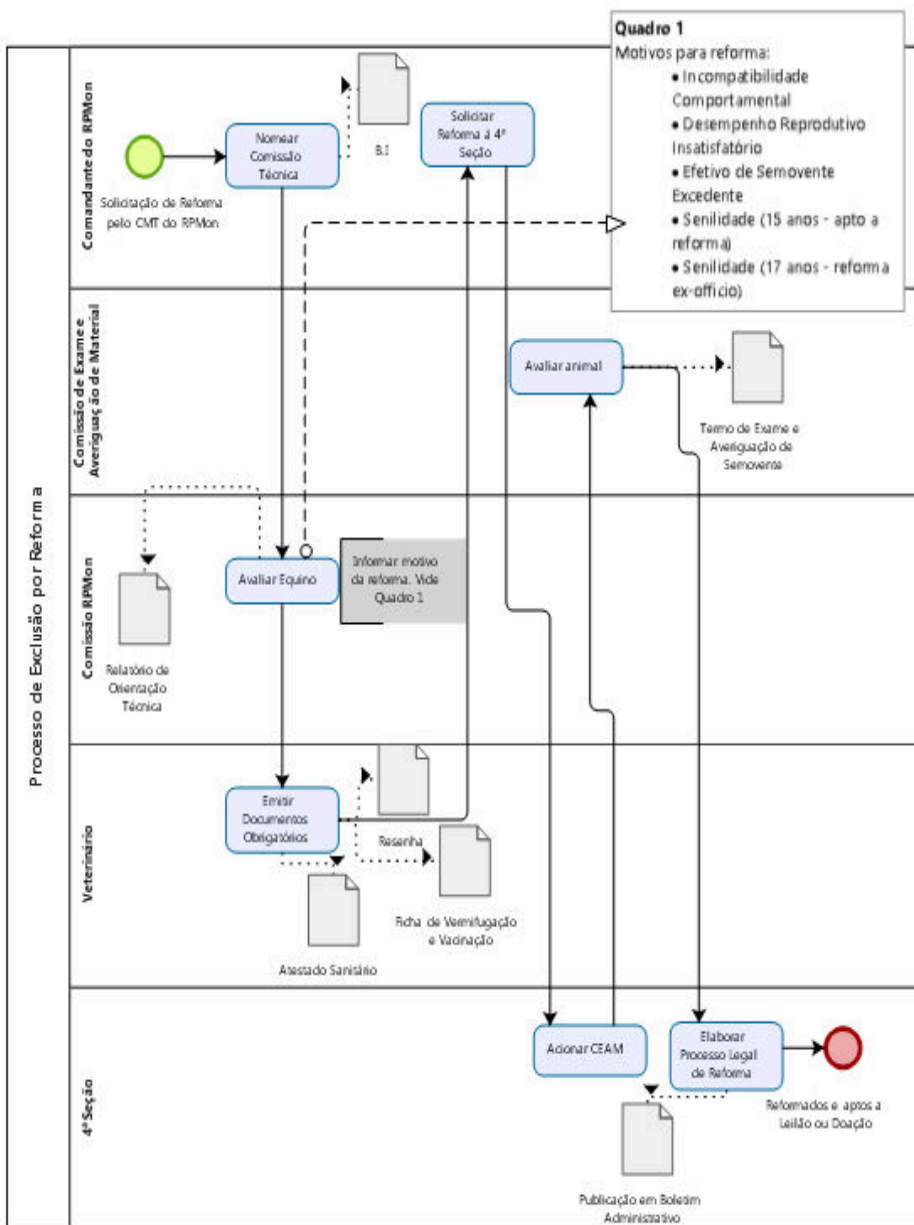 Quadro 1
Motivos para reforma:
• Incompatibilidade
Comportamental
• Desempenho Reprodutivo
Insatisfatório
• Efetivo de Semovente
Excedente
• Senilidade (15 anos - apto a
reforma)
• Senilidade (17 anos - reforma
ex-officio)
Processo de Exclusão por Reforma
Comandante do RPMon
Solicitação de Reforma
pelo CMT do RPMon
Nomear
Comissão
Técnica
B.I
Solicitar
Reforma á 4ª
Seção
Comissão de Exame e
Averiguação de Material
Avaliar animal
Termo de Exame e
Averiguação de
Semovente
Comissão RPMon
Avaliar Equino
Informar motivo
da reforma. Vide
Quadro 1
Relatório de
Orientação
Técnica
Veterinário
Emitir
Documentos
Obrigatórios
Resenha
Ficha de Vermifugação
e Vacinação
Atestado Sanitário
4ª Seção
Acionar CEAM
Elaborar
Processo Legal
de Reforma
Reformados e aptos a
Leilão ou Doação
Publicação em Boletim
Administrativo